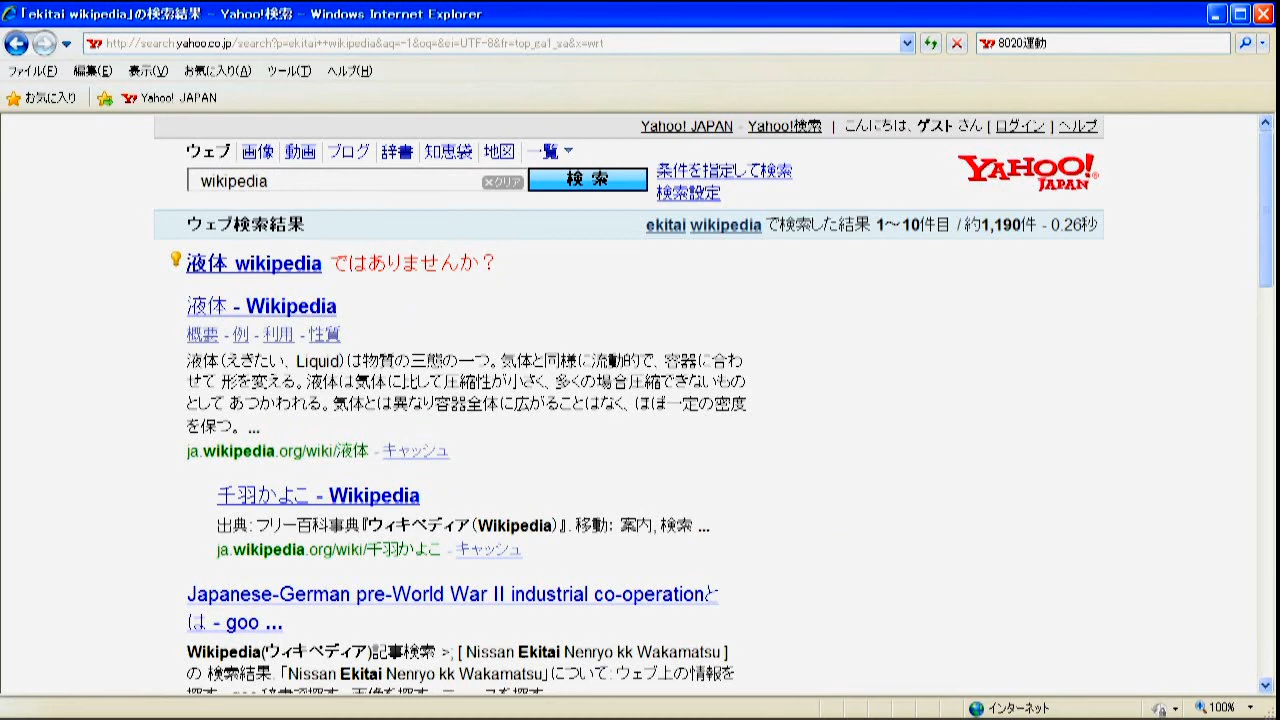 「ekitai wikipedia」の検索結果 - Yahoo!検索 - Windows Internet Explorer
http://search.yahoo.co.jp/search?p=ekitai++wikipedia&aq=-1&oq=&ei=UTF-8&fr=top_ga1_sa&x=wrt
8020運動
ファイル(F) 編集(E) 表示(V) お気に入り(A) ツール(T) ヘルプ(H)
お気に入り Yahoo! JAPAN
Yahoo! JAPAN - Yahoo!検索 | こんにちは、ゲストさん [ ログイン ] ヘルプ
ウェブ 画像 動画 ブログ 辞書 知恵袋 地図 一覧
wikipedia ×クリア 検 索 条件を指定して検索
検索設定
YAHOO!
JAPAN
ウェブ検索結果 ekitai wikipedia で検索した結果 1～10件目 / 約1,190件 - 0.26秒
液体 wikipedia ではありませんか？
液体 - Wikipedia
概要 - 例 - 利用 - 性質
液体（えきたい、Liquid）は物質の三態の一つ。気体と同様に流動的で、容器に合わ
せて 形を変える。液体は気体に比して圧縮性が小さく、多くの場合圧縮できないもの
として あつかわれる。気体とは異なり容器全体に広がることはなく、ほぼ一定の密度
を保つ。 ...
ja.wikipedia.org/wiki/液体 - キャッシュ
千羽かよこ - Wikipedia
出典: フリー百科事典『ウィキペディア（Wikipedia）』. 移動： 案内, 検索 ...
ja.wikipedia.org/wiki/千羽かよこ - キャッシュ
Japanese-German pre-World War II industrial co-operationと
は - goo ...
Wikipedia(ウィキペディア)記事検索 >; [ Nissan Ekitai Nenryo kk Wakamatsu ]
の 検索結果. 「Nissan Ekitai Nenryo kk Wakamatsu」について: ウェブ上の情報を
インターネット 100%